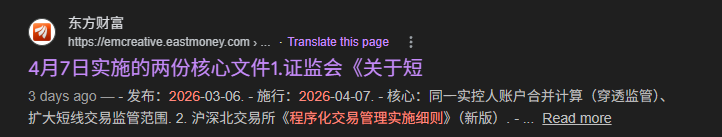 东方财富
https://emcreative.eastmoney.com › ... · Translate this page
4月7日实施的两份核心文件1.证监会《关于短
3 days ago — - 发布：2026-03-06. - 施行：2026-04-07. - 核心：同一实控人账户合并计算（穿透监管）、
扩大短线交易监管范围. 2. 沪深北交易所《程序化交易管理实施细则》（新版）. - ... Read more